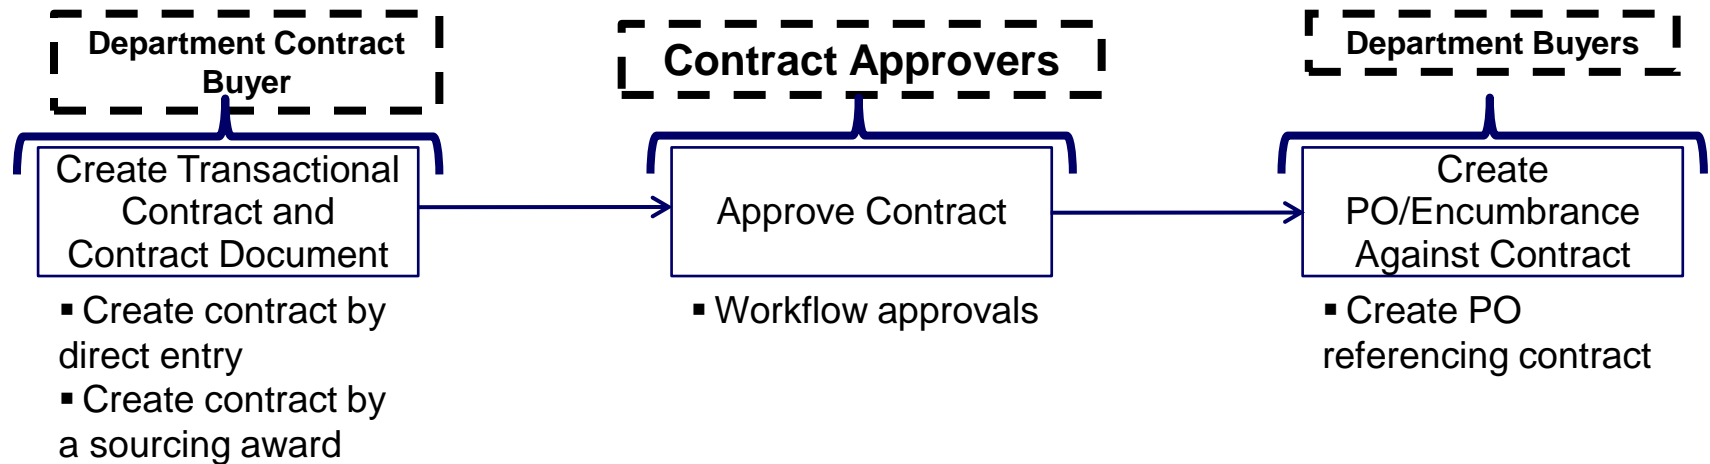 Department Contract
Buyer
Create Transactional
Contract and
Contract Document
▪ Create contract by
direct entry
▪ Create contract by
a sourcing award
Contract Approvers
Approve Contract
▪ Workflow approvals
Department Buyers
Create
PO/Encumbrance
Against Contract
▪ Create PO
referencing contract